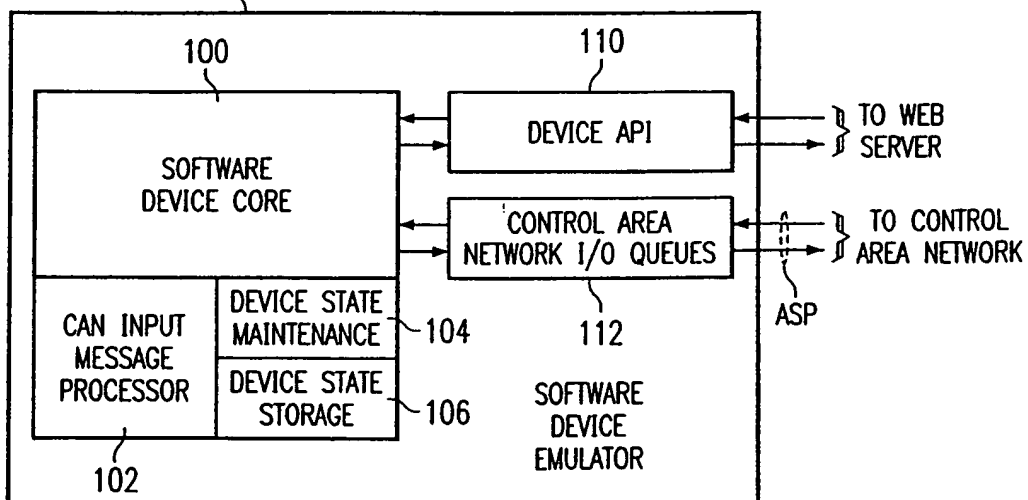 100
110
SOFTWARE
DEVICE CORE
DEVICE API
TO WEB
SERVER
CONTROL AREA
NETWORK I/O QUEUES
TO CONTROL
AREA NETWORK
ASP
112
CAN INPUT
MESSAGE
PROCESSOR
DEVICE STATE
MAINTENANCE
104
DEVICE STATE
STORAGE
106
102
SOFTWARE
DEVICE
EMULATOR